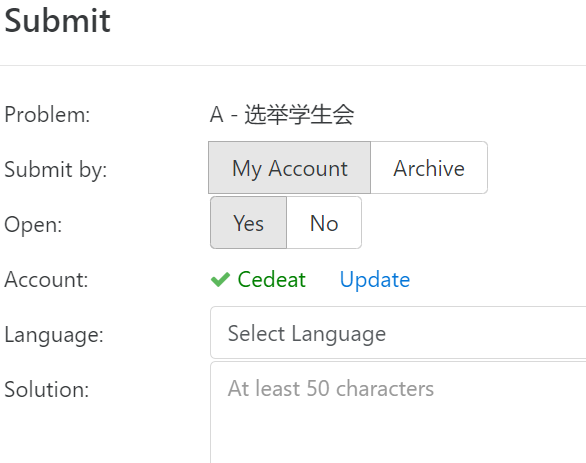 Submit
Problem: A - 选举学生会
Submit by: My Account Archive
Open: Yes No
Account: Cedeat Update
Language: Select Language
Solution: At least 50 characters